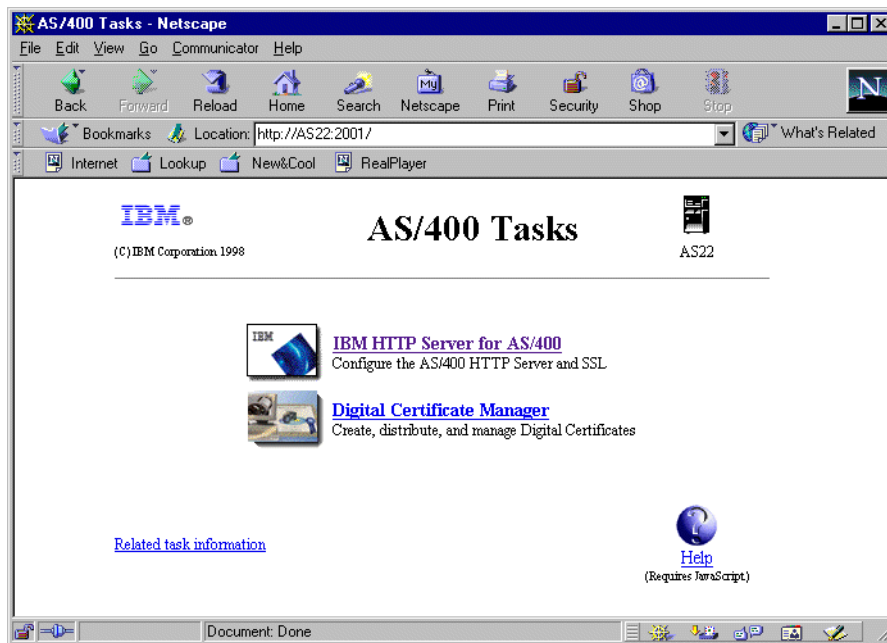 AS/400 Tasks - Netscape
File Edit View Go Communicator Help
Back Forward Reload Home Search Netscape Print Security Shop Stop
My
N
Bookmarks Location: http://AS22:2001/ What's Related
Internet Lookup New&Cool RealPlayer
IBM®
AS/400 Tasks
(C)IBM Corporation 1998
AS22
IBM
IBM HTTP Server for AS/400
Configure the AS/400 HTTP Server and SSL
Digital Certificate Manager
Create, distribute, and manage Digital Certificates
Related task information
Help
(Requires JavaScript)
Document: Done